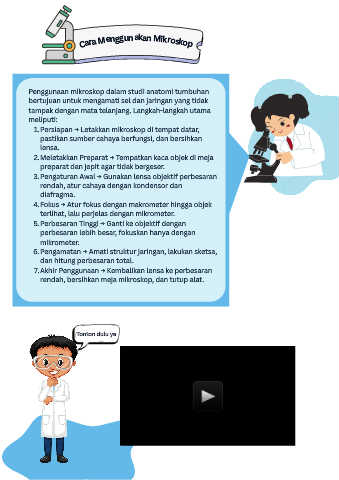 Cara Menggunakan Mikroskop
Penggunaan mikroskop dalam studi anatomi tumbuhan
bertujuan untuk mengamati sel dan jaringan yang tidak
tampak dengan mata telanjang. Langkah-langkah utama
meliputi:
1. Persiapan → Letakkan mikroskop di tempat datar,
pastikan sumber cahaya berfungsi, dan bersihkan
lensa.
2. Meletakkan Preparat → Tempatkan kaca objek di meja
preparat dan jepit agar tidak bergeser.
3. Pengaturan Awal → Gunakan lensa objektif perbesaran
rendah, atur cahaya dengan kondensor dan
diafragma.
4. Fokus → Atur fokus dengan makrometer hingga objek
terlihat, lalu perjelas dengan mikrometer.
5. Perbesaran Tinggi → Ganti ke objektif dengan
perbesaran lebih besar, fokuskan hanya dengan
mikrometer.
6. Pengamatan → Amati struktur jaringan, lakukan sketsa,
dan hitung perbesaran total.
7. Akhir Penggunaan → Kembalikan lensa ke perbesaran
rendah, bersihkan meja mikroskop, dan tutup alat.
Tonton dulu ya